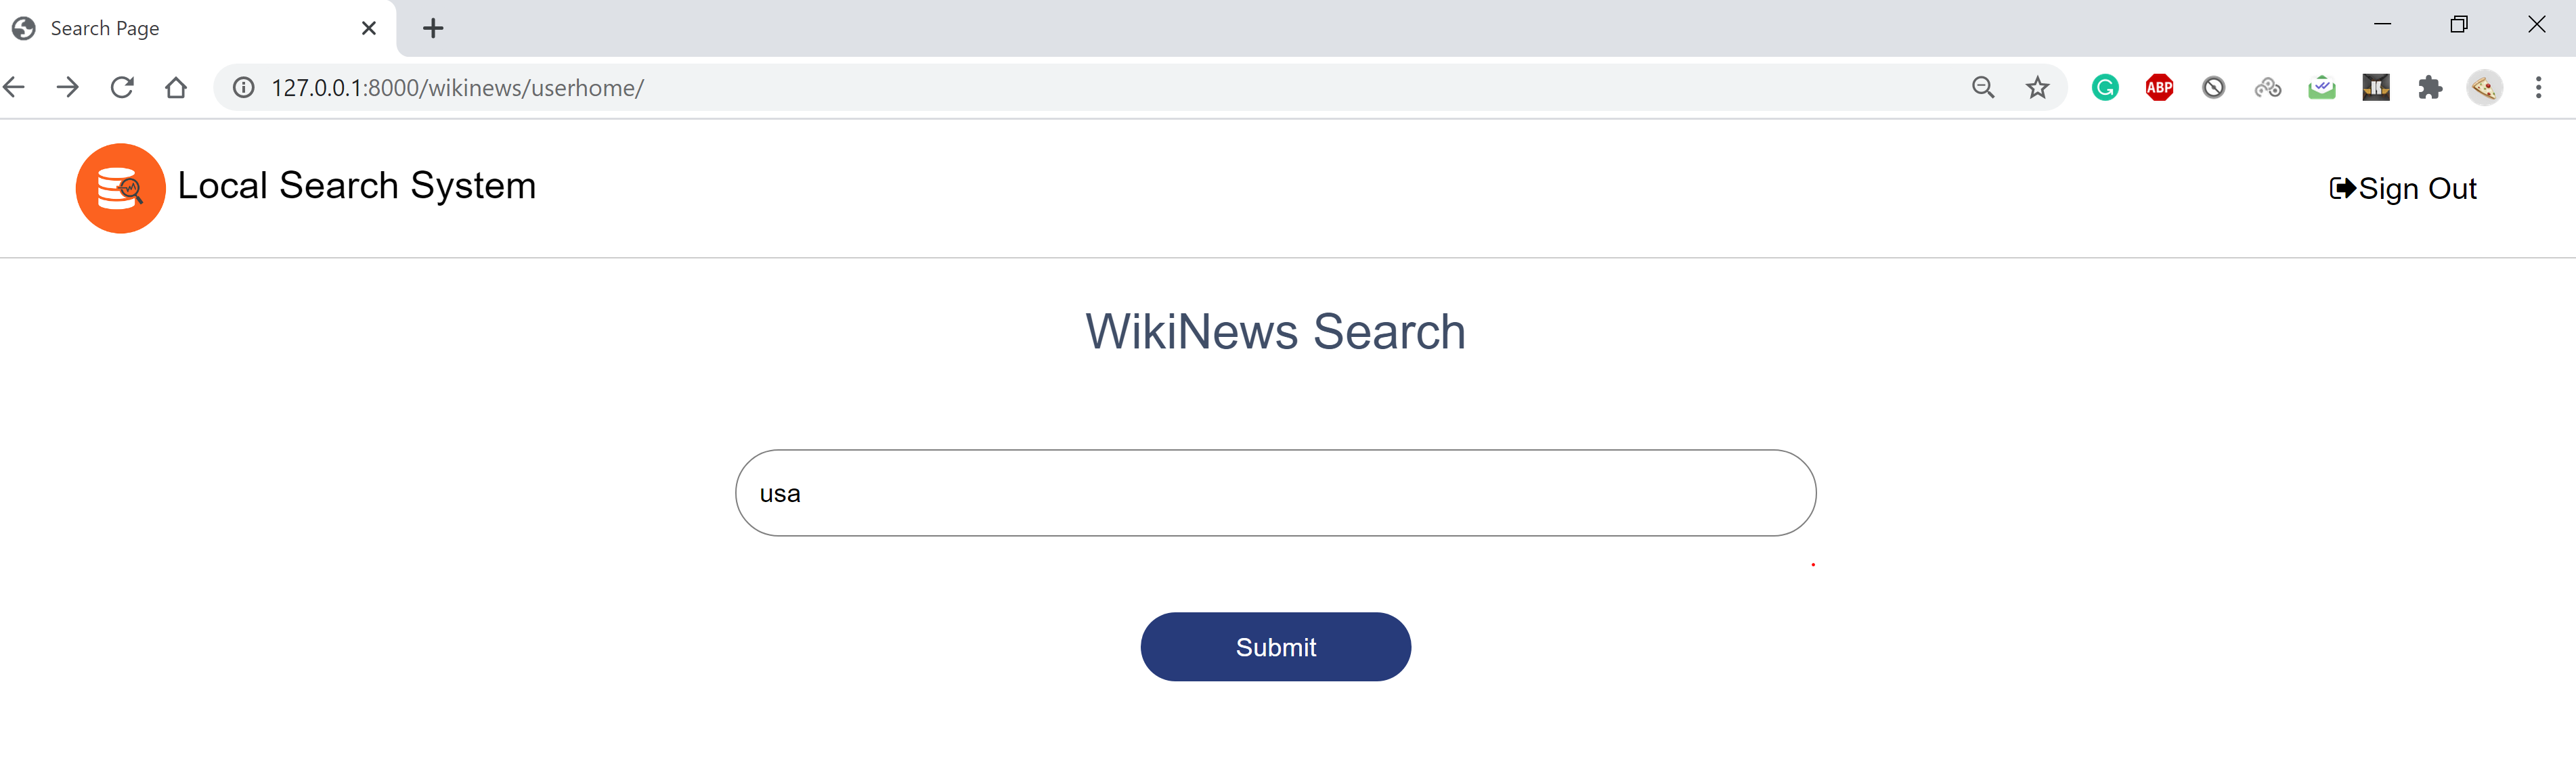 Search Page
127.0.0.1:8000/wikinews/userhome/
ABP
K
Local Search System
Sign Out
WikiNews Search
usa
Submit